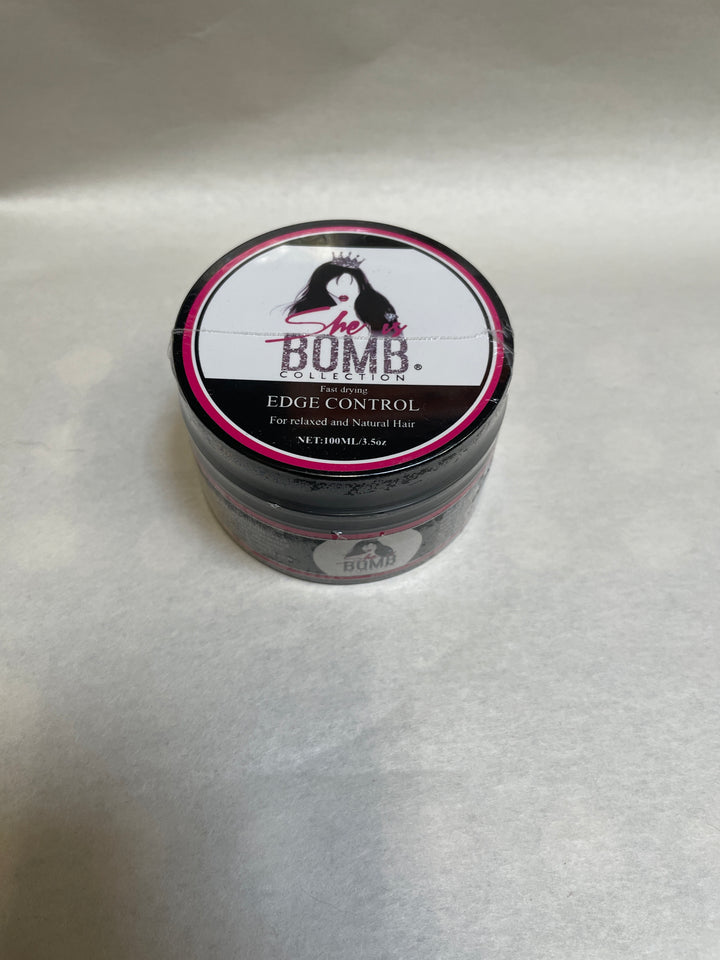 She is
BOMB®
COLLECTION
Fast drying
EDGE CONTROL
For relaxed and Natural Hair
NET:100ML/3.5oz
BOMB